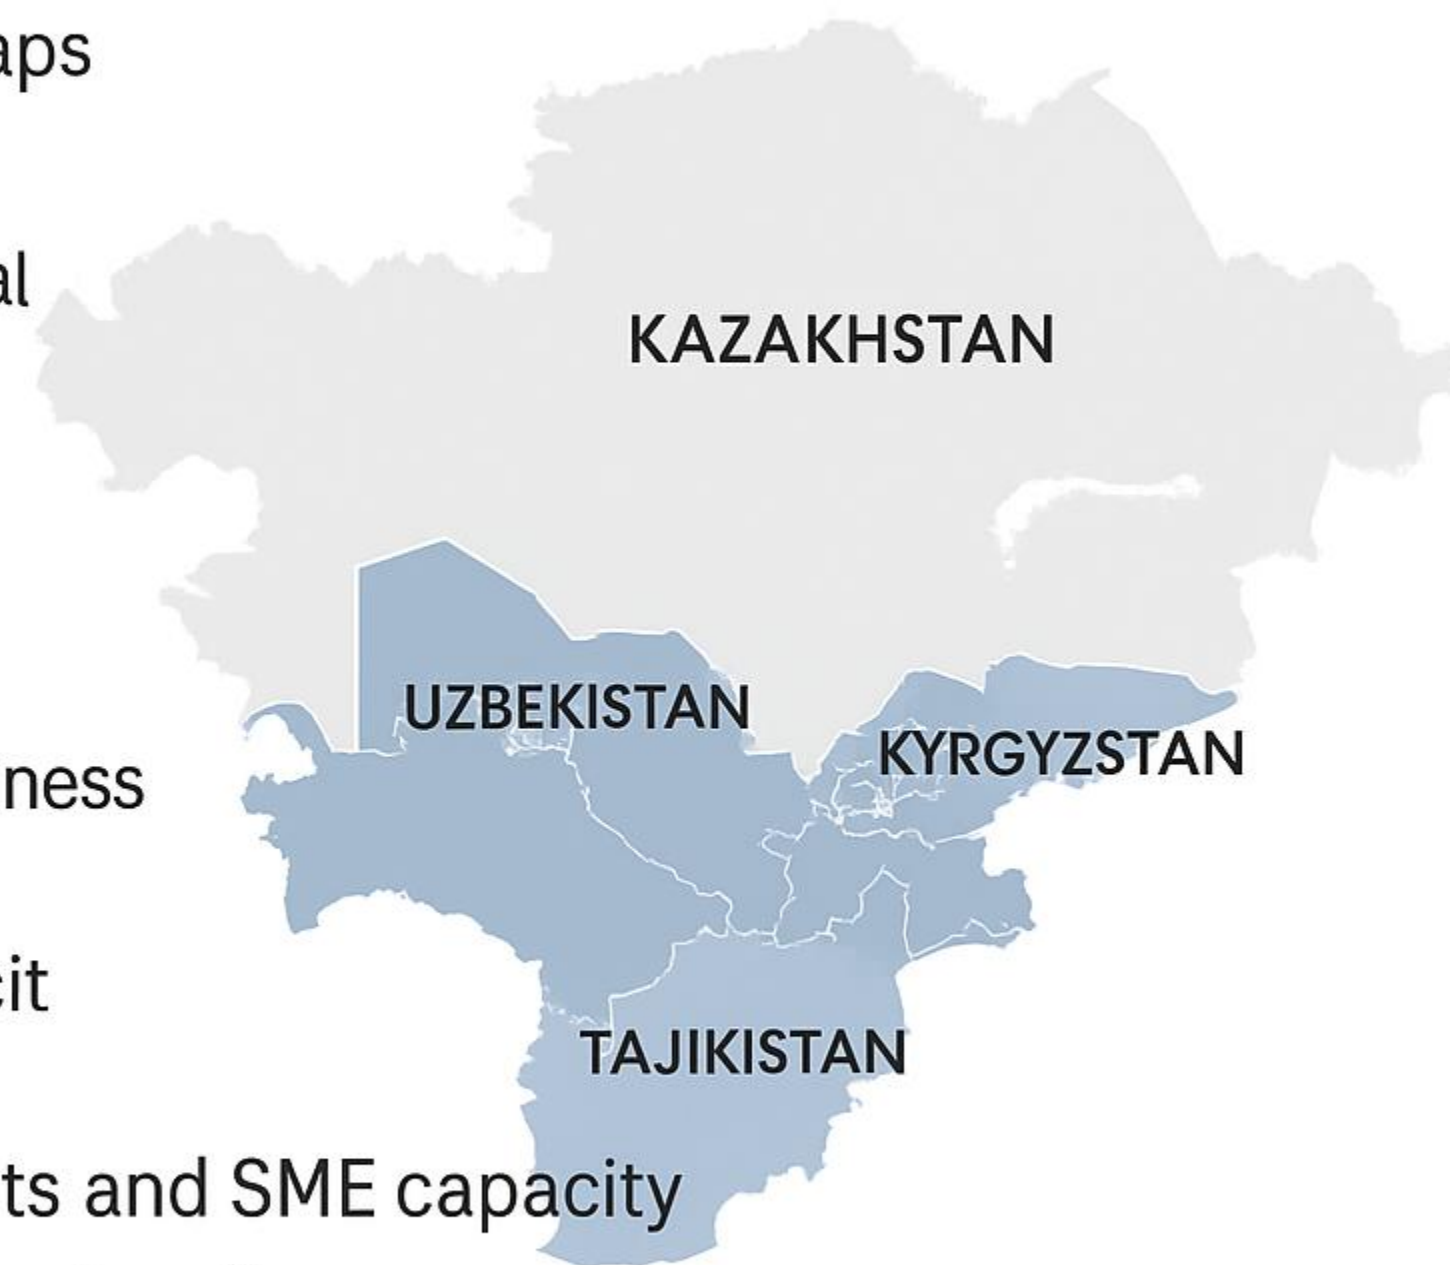 aps
al
KAZAKHSTAN
UZBEKISTAN
KYRGYZSTAN
ness
cit
TAJIKISTAN
ts and SME capacity